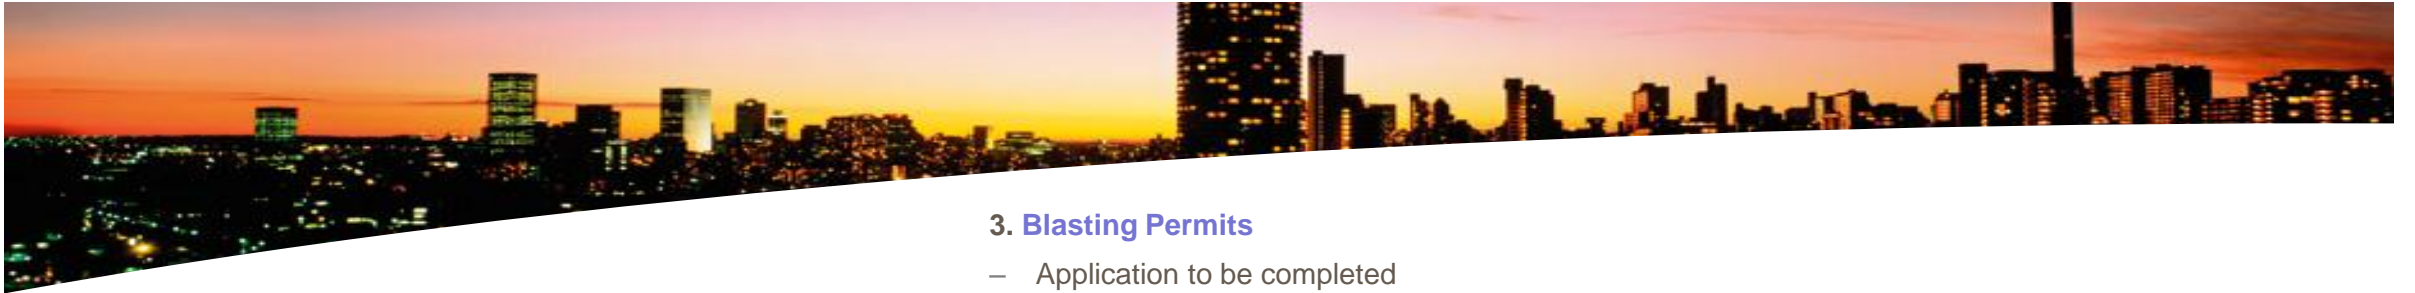 3. Blasting Permits
– Application to be completed